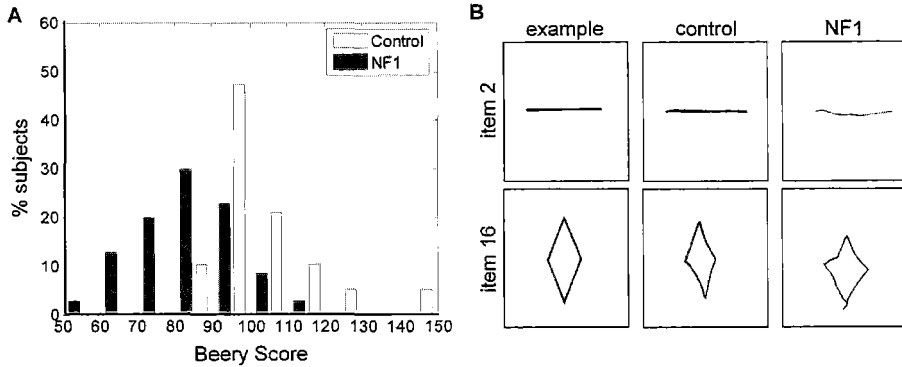 A
% subjects
60
50
40
30
20
10
0
50 60 70 80 90 100 110 120 130 140 150
Beery Score
Control
NF1
B
example control NF1
item 2
item 16